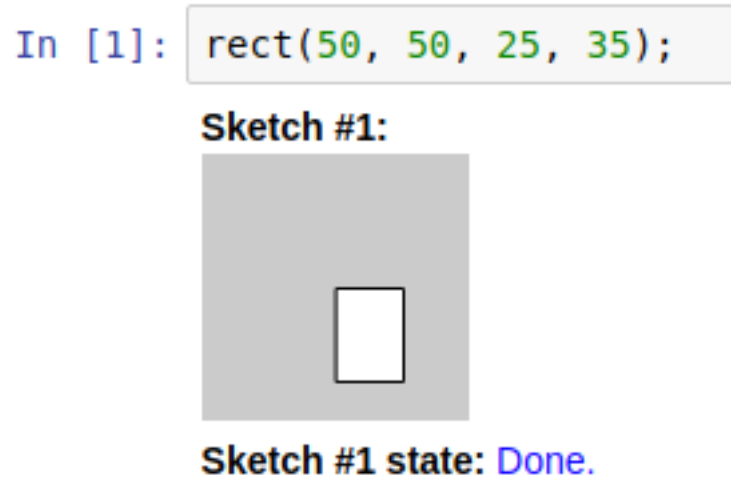 In [1]: rect(50, 50, 25, 35);
Sketch #1:
Sketch #1 state: Done.